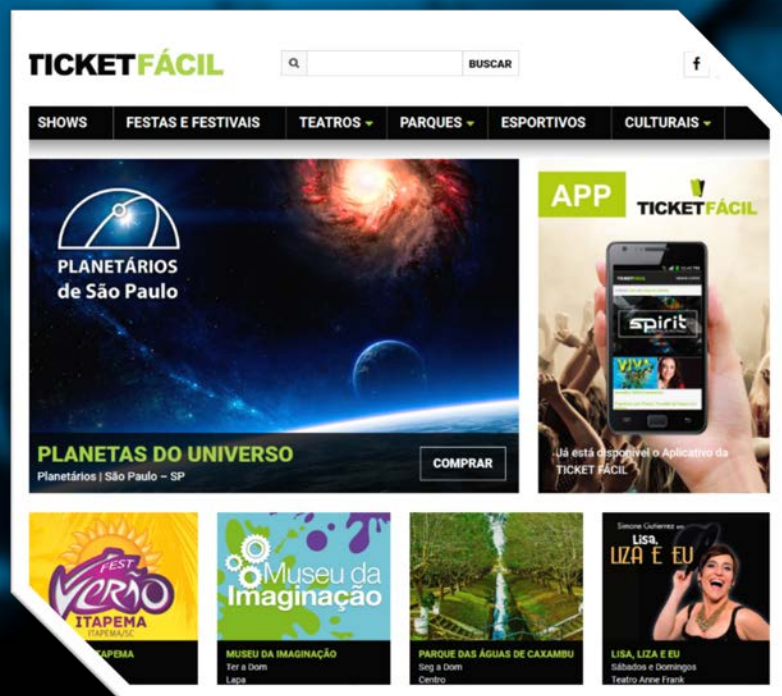 TICKETFÁCIL
BUSCAR
f
SHOWS
FESTAS E FESTIVAIS
TEATROS
PARQUES
ESPORTIVOS
CULTURAIS
PLANETÁRIOS
de São Paulo
PLANETAS DO UNIVERSO
Planetários | São Paulo – SP
COMPRAR
APP
TICKETFÁCIL
spirit
VIVA
Já está disponível o Aplicativo da
TICKET FÁCIL
FEST
VERÃO
ITAPEMA
ITAPEMA/SC
Museu da
Imaginação
MUSEU DA IMAGINAÇÃO
Ter a Dom
Lapa
PARQUE DAS ÁGUAS DE CAXAMBU
Seg a Dom
Centro
Simone Gutierrez em
Lisa,
LIZA E EU
LISA, LIZA E EU
Sábados e Domingos
Teatro Anne Frank